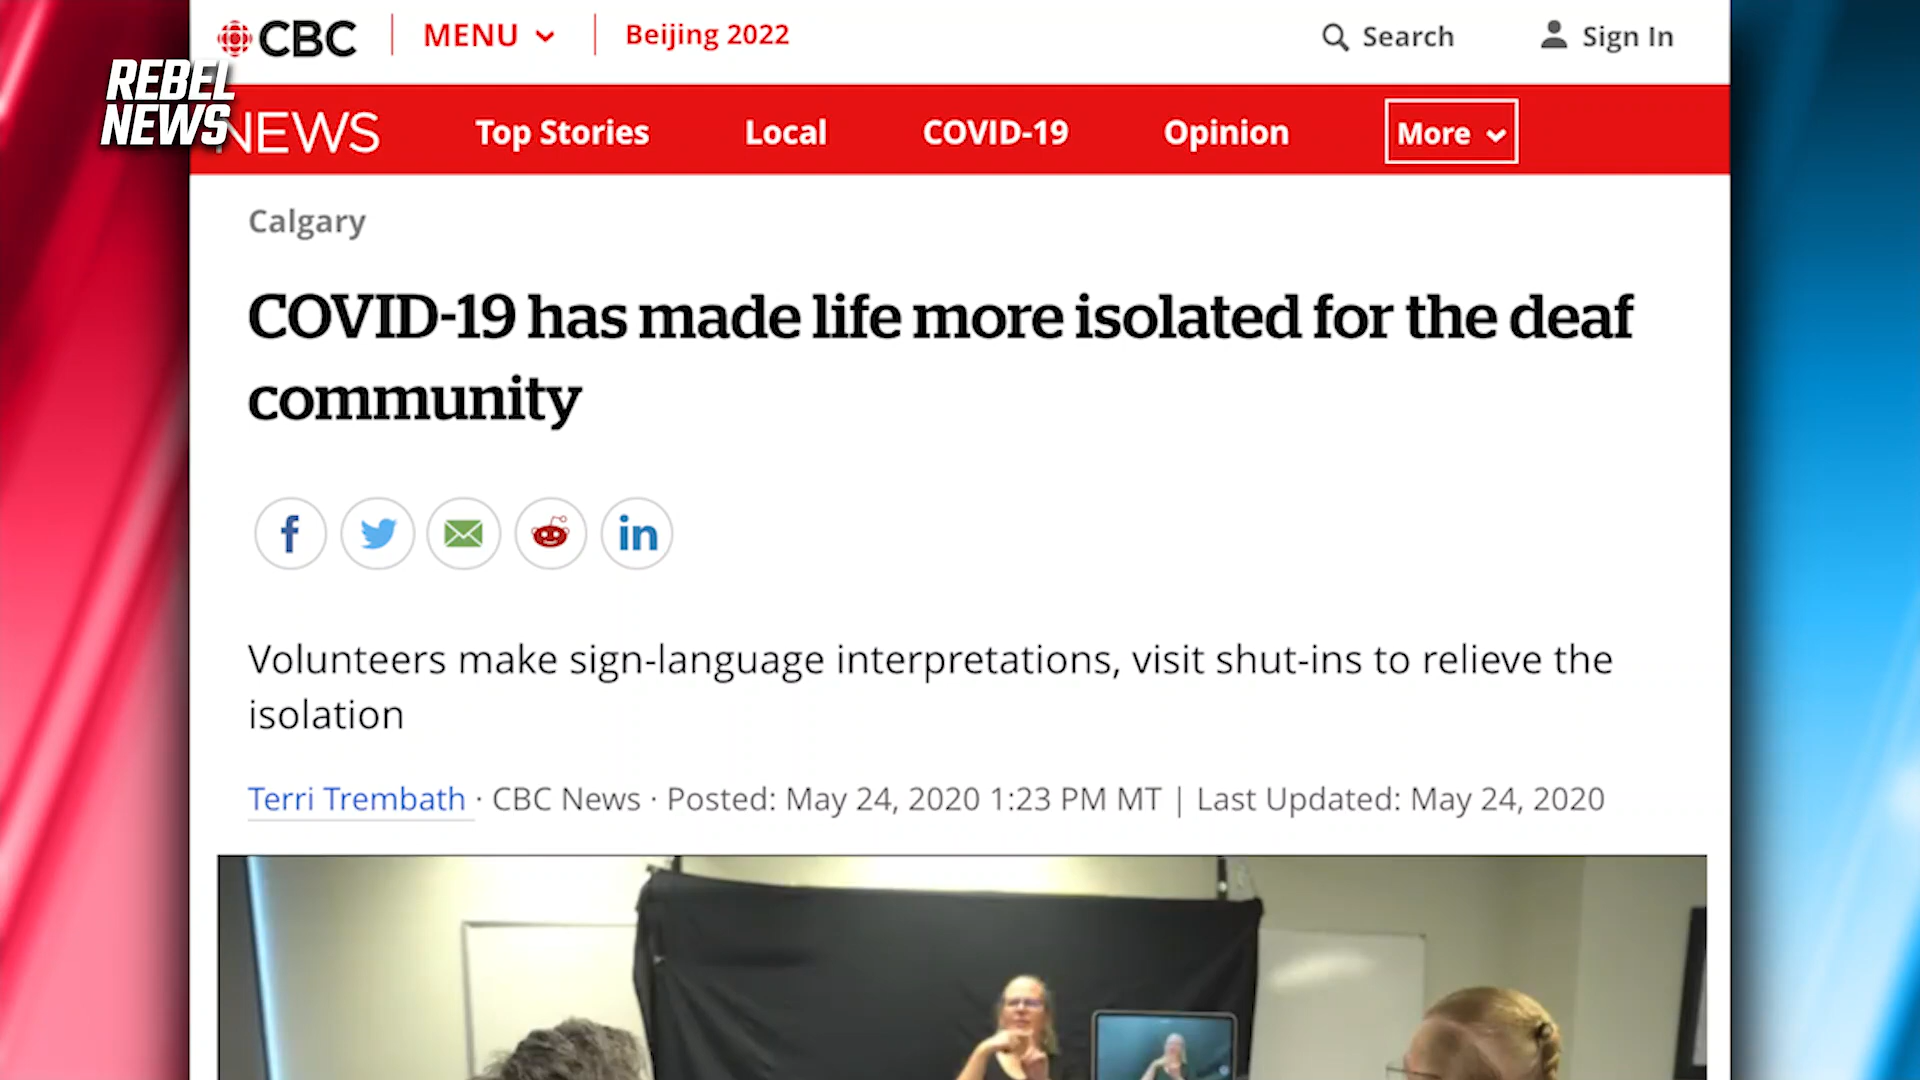 CBC
MENU
Beijing 2022
Search
Sign In
REBEL
NEWS
NEWS
Top Stories
Local
COVID-19
Opinion
More
Calgary
COVID-19 has made life more isolated for the deaf
community
f
in
Volunteers make sign-language interpretations, visit shut-ins to relieve the
isolation
Terri Trembath · CBC News · Posted: May 24, 2020 1:23 PM MT | Last Updated: May 24, 2020